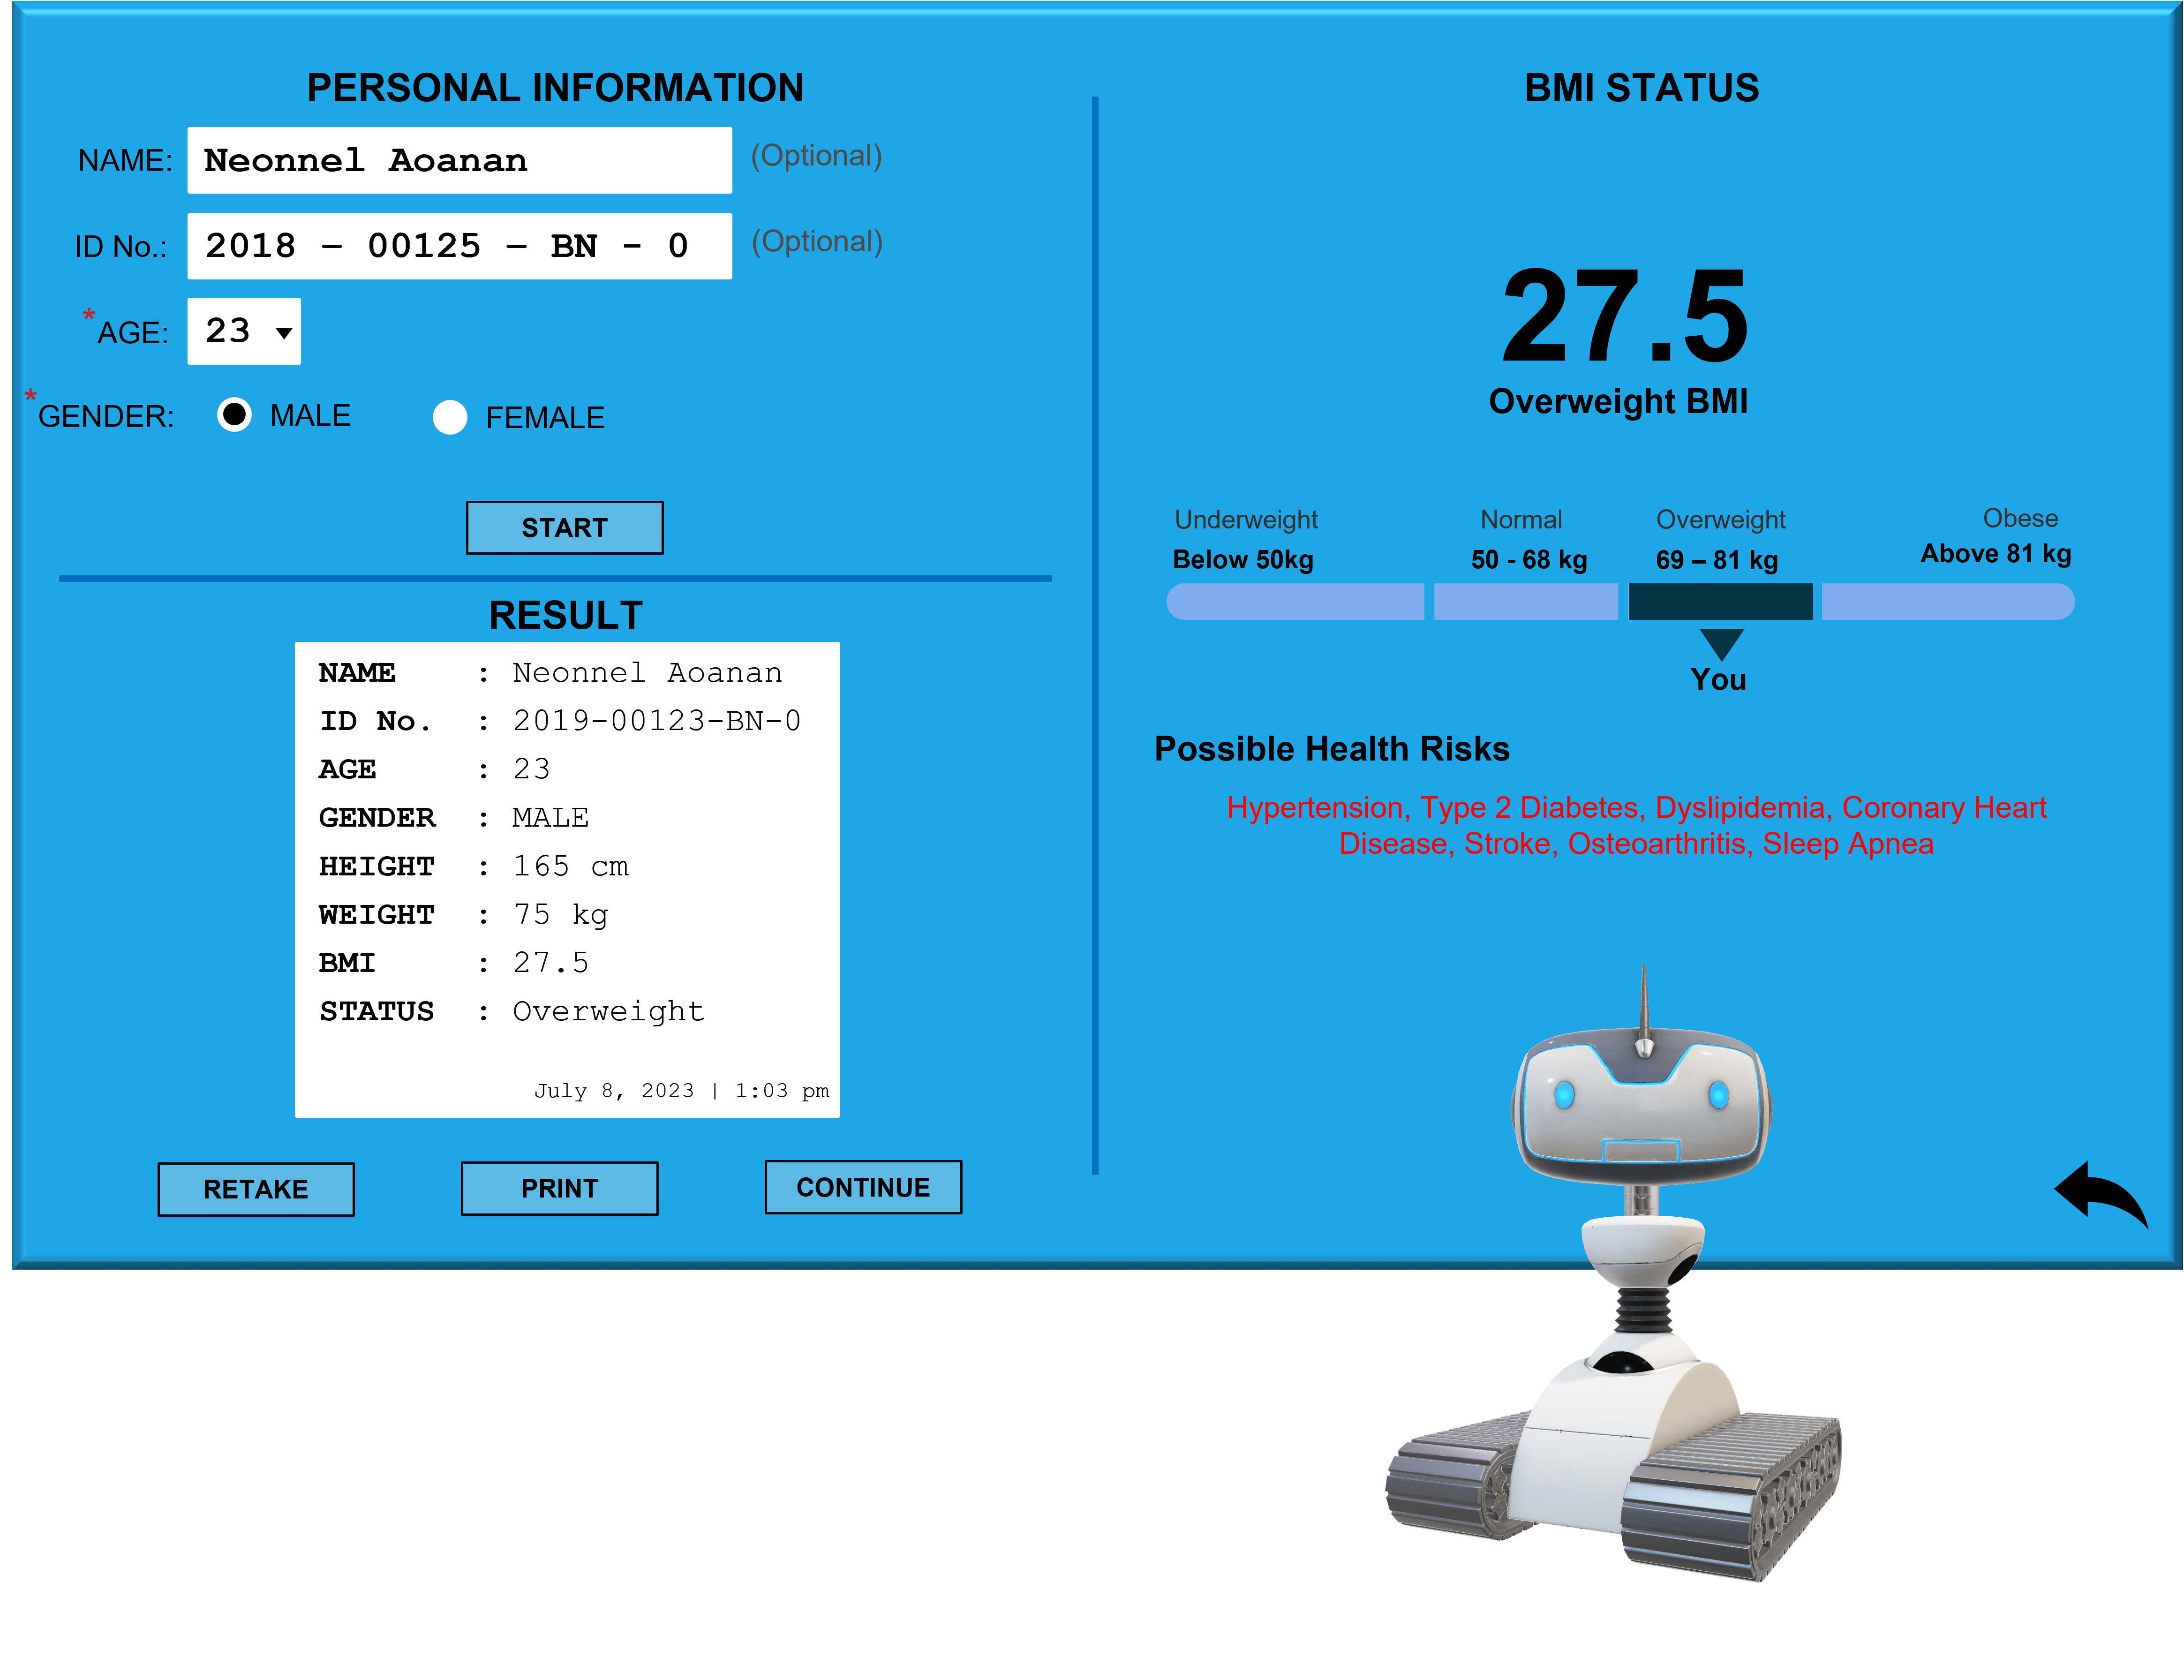 PERSONAL INFORMATION
NAME: Neonnel Aoanan (Optional)
ID No.: 2018 – 00125 – BN - 0 (Optional)
*AGE: 23
*GENDER: MALE FEMALE
START
RESULT
NAME : Neonnel Aoanan
ID No. : 2019-00123-BN-0
AGE : 23
GENDER : MALE
HEIGHT : 165 cm
WEIGHT : 75 kg
BMI : 27.5
STATUS : Overweight
July 8, 2023 | 1:03 pm
RETAKE PRINT CONTINUE
BMI STATUS
27.5
Overweight BMI
Underweight Normal Overweight Obese
Below 50kg 50 - 68 kg 69 – 81 kg Above 81 kg
You
Possible Health Risks
Hypertension, Type 2 Diabetes, Dyslipidemia, Coronary Heart
Disease, Stroke, Osteoarthritis, Sleep Apnea